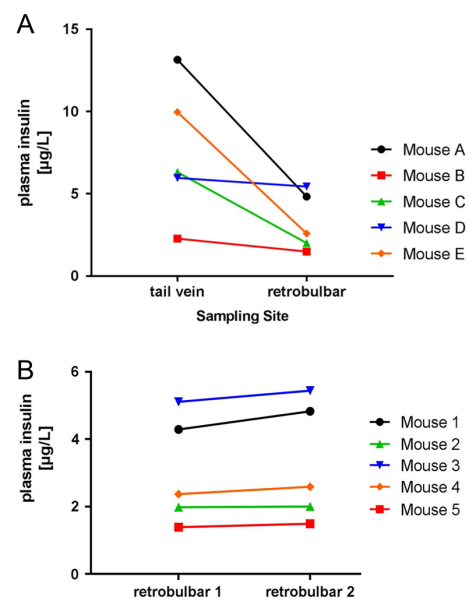 A
plasma insulin
[µg/L]
15
10
5
0
tail vein retrobulbar
Sampling Site
Mouse A
Mouse B
Mouse C
Mouse D
Mouse E
B
plasma insulin
[µg/L]
6
4
2
0
retrobulbar 1 retrobulbar 2
Mouse 1
Mouse 2
Mouse 3
Mouse 4
Mouse 5